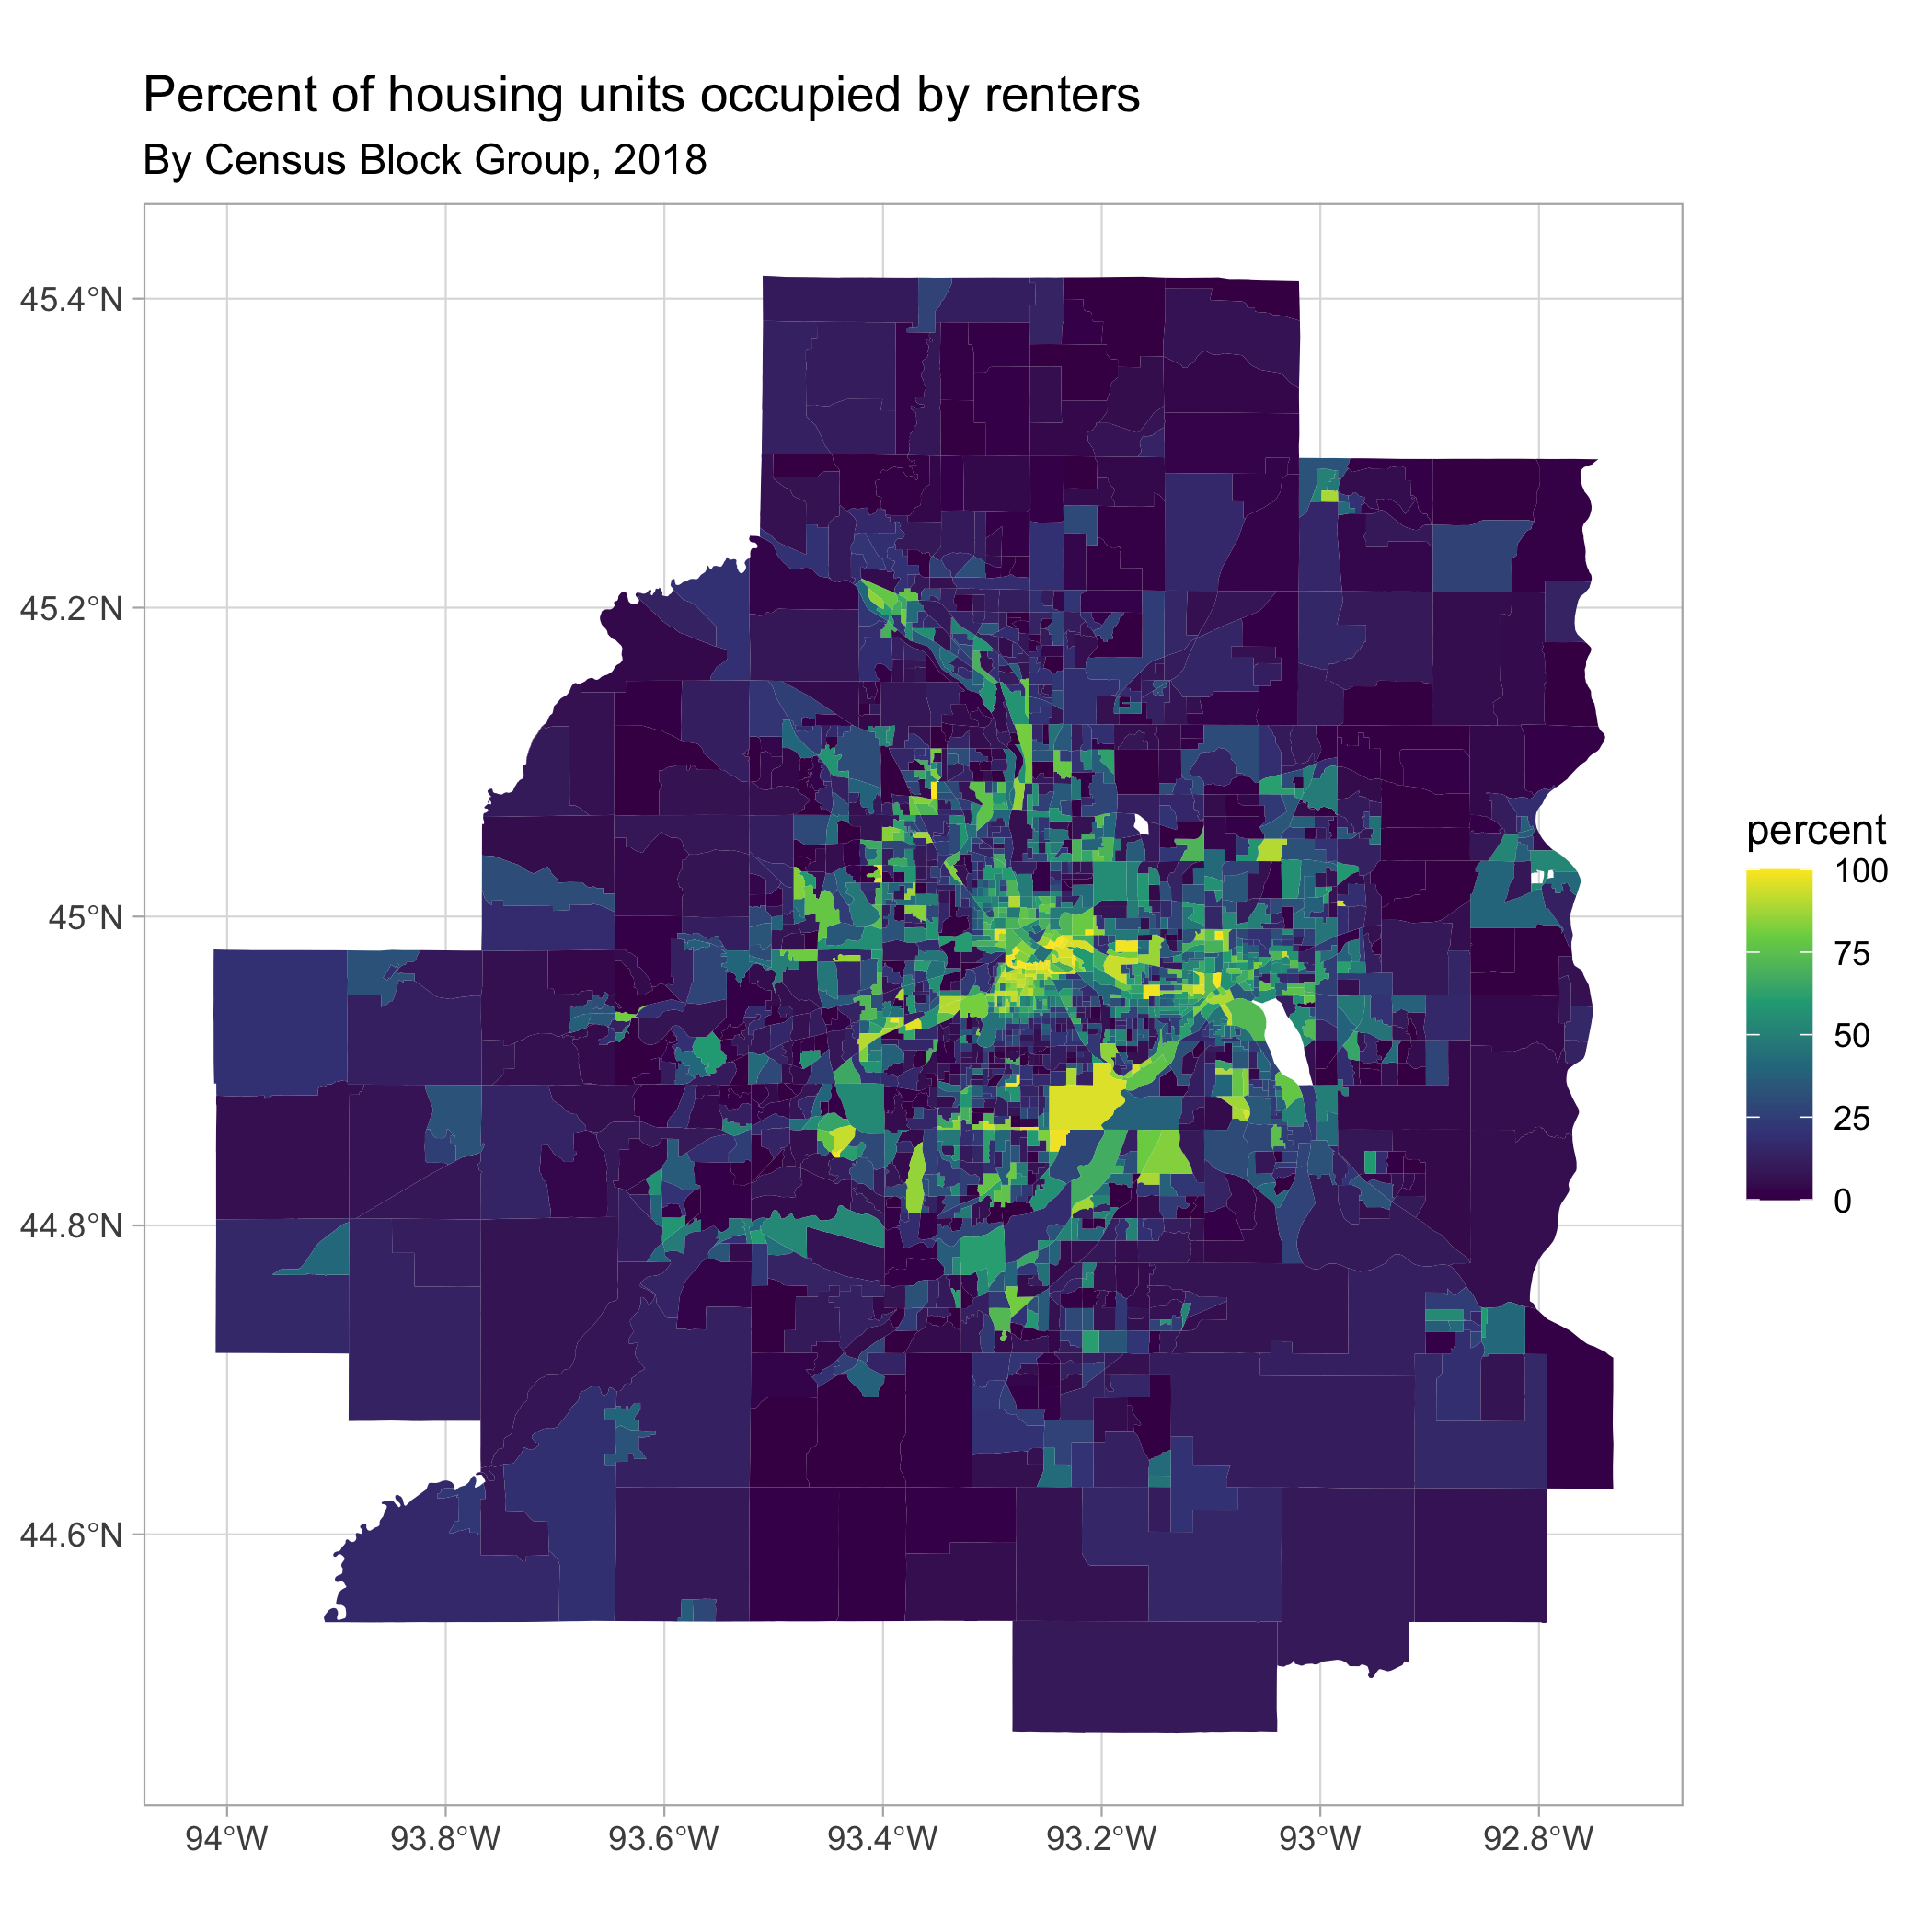 Percent of housing units occupied by renters
By Census Block Group, 2018
45.4°N
45.2°N
45°N
44.8°N
44.6°N
94°W
93.8°W
93.6°W
93.4°W
93.2°W
93°W
92.8°W
percent
100
75
50
25
0